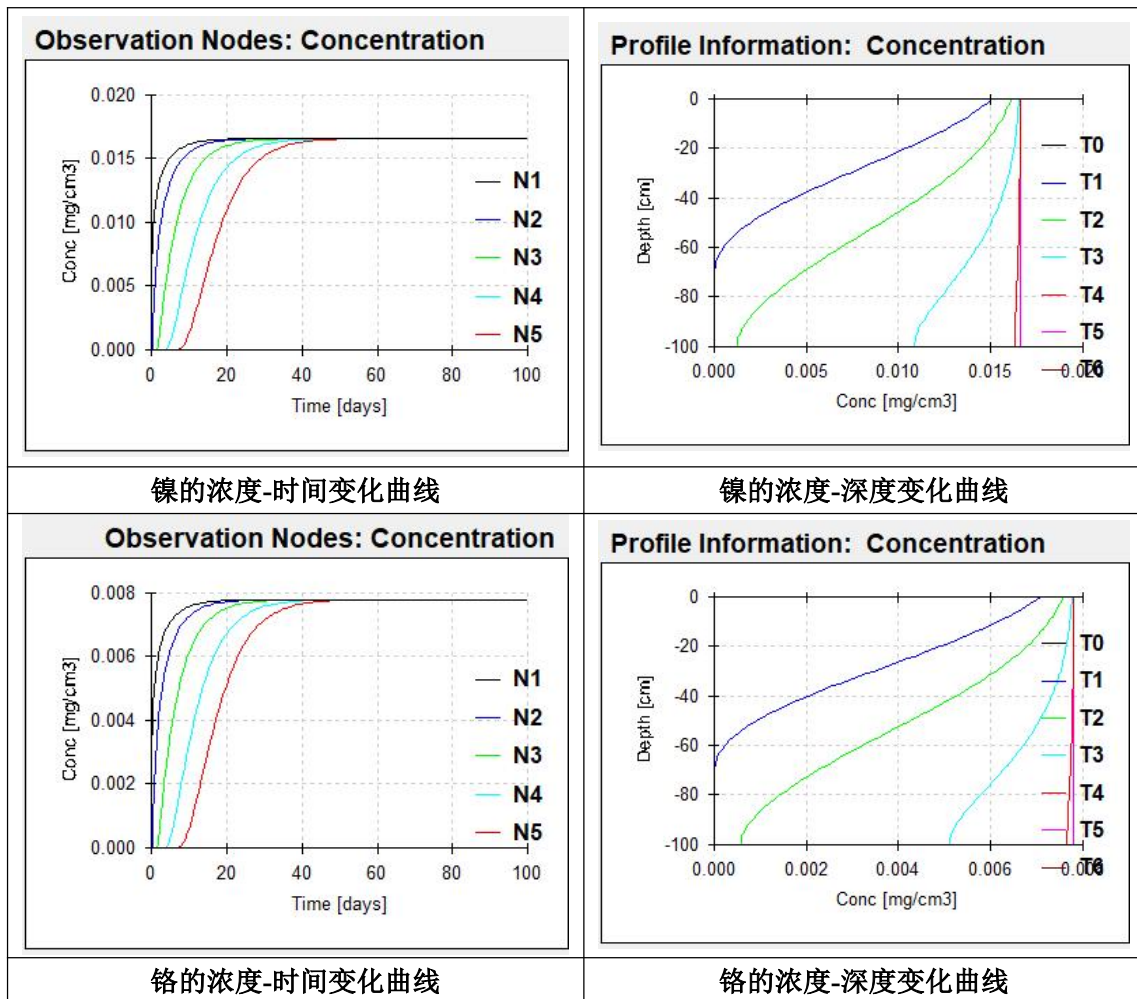 Observation Nodes: Concentration
0.020
0.015
0.010
0.005
0.000
Conc [mg/cm3]
0
20
40
60
80
100
Time [days]
N1
N2
N3
N4
N5
Profile Information: Concentration
0
-20
-40
-60
-80
-100
Depth [cm]
0.000
0.005
0.010
0.015
0.020
Conc [mg/cm3]
T0
T1
T2
T3
T4
T5
T6
镍的浓度-时间变化曲线
镍的浓度-深度变化曲线
Observation Nodes: Concentration
0.008
0.006
0.004
0.002
0.000
Conc [mg/cm3]
0
20
40
60
80
100
Time [days]
N1
N2
N3
N4
N5
Profile Information: Concentration
0
-20
-40
-60
-80
-100
Depth [cm]
0.000
0.002
0.004
0.006
0.008
Conc [mg/cm3]
T0
T1
T2
T3
T4
T5
T6
铬的浓度-时间变化曲线
铬的浓度-深度变化曲线